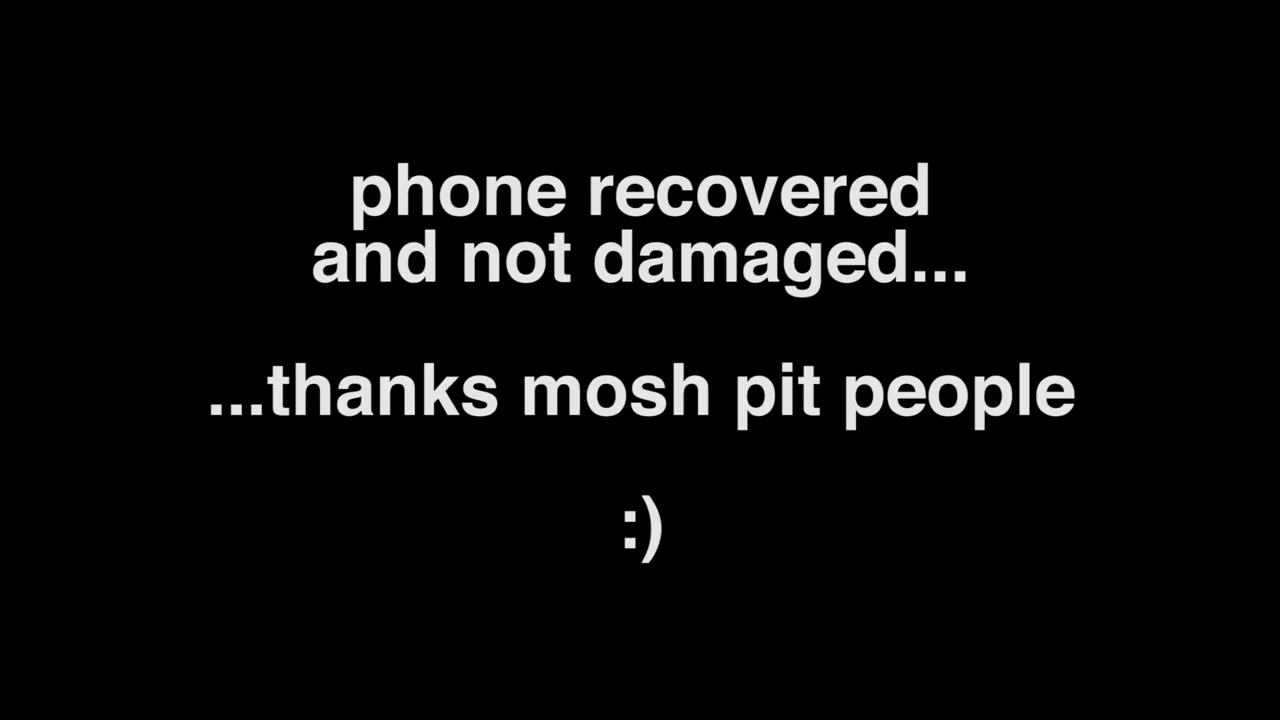 phone recovered
and not damaged...
...thanks mosh pit people
:)